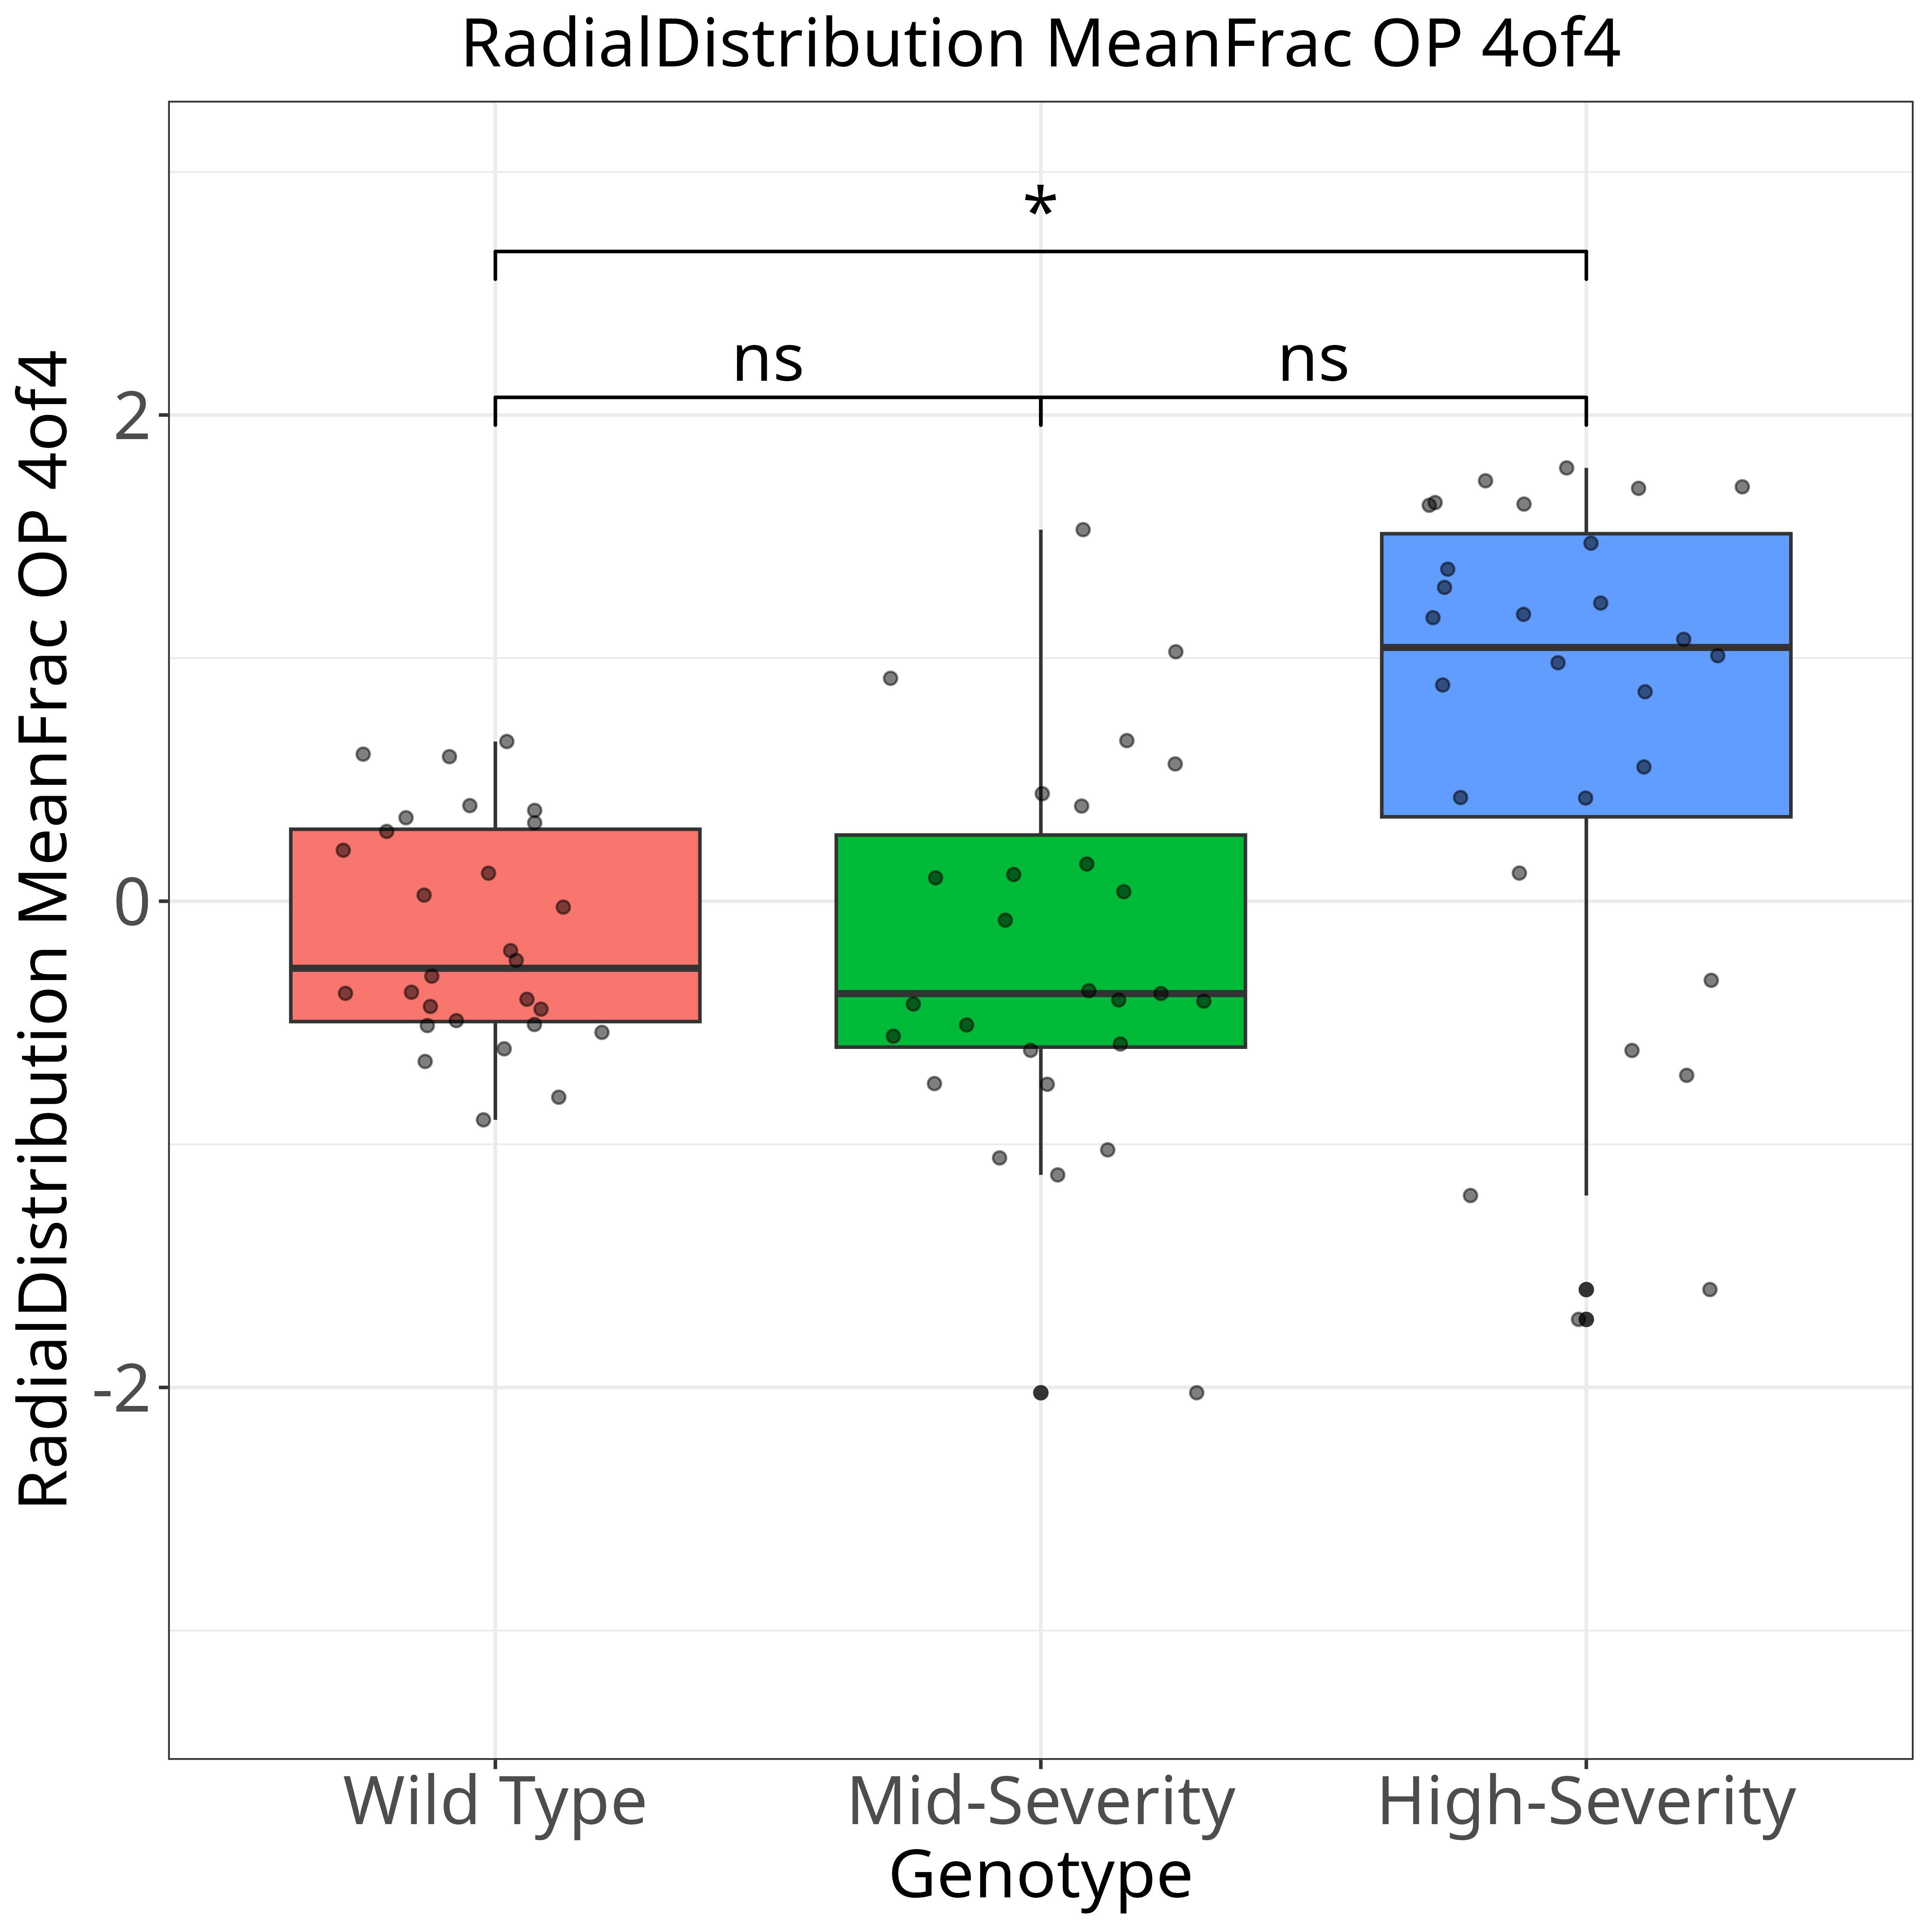 RadialDistribution MeanFrac OP 4of4
*
ns ns
RadialDistribution MeanFrac OP 4of4
2
0
-2
Wild Type Mid-Severity High-Severity
Genotype